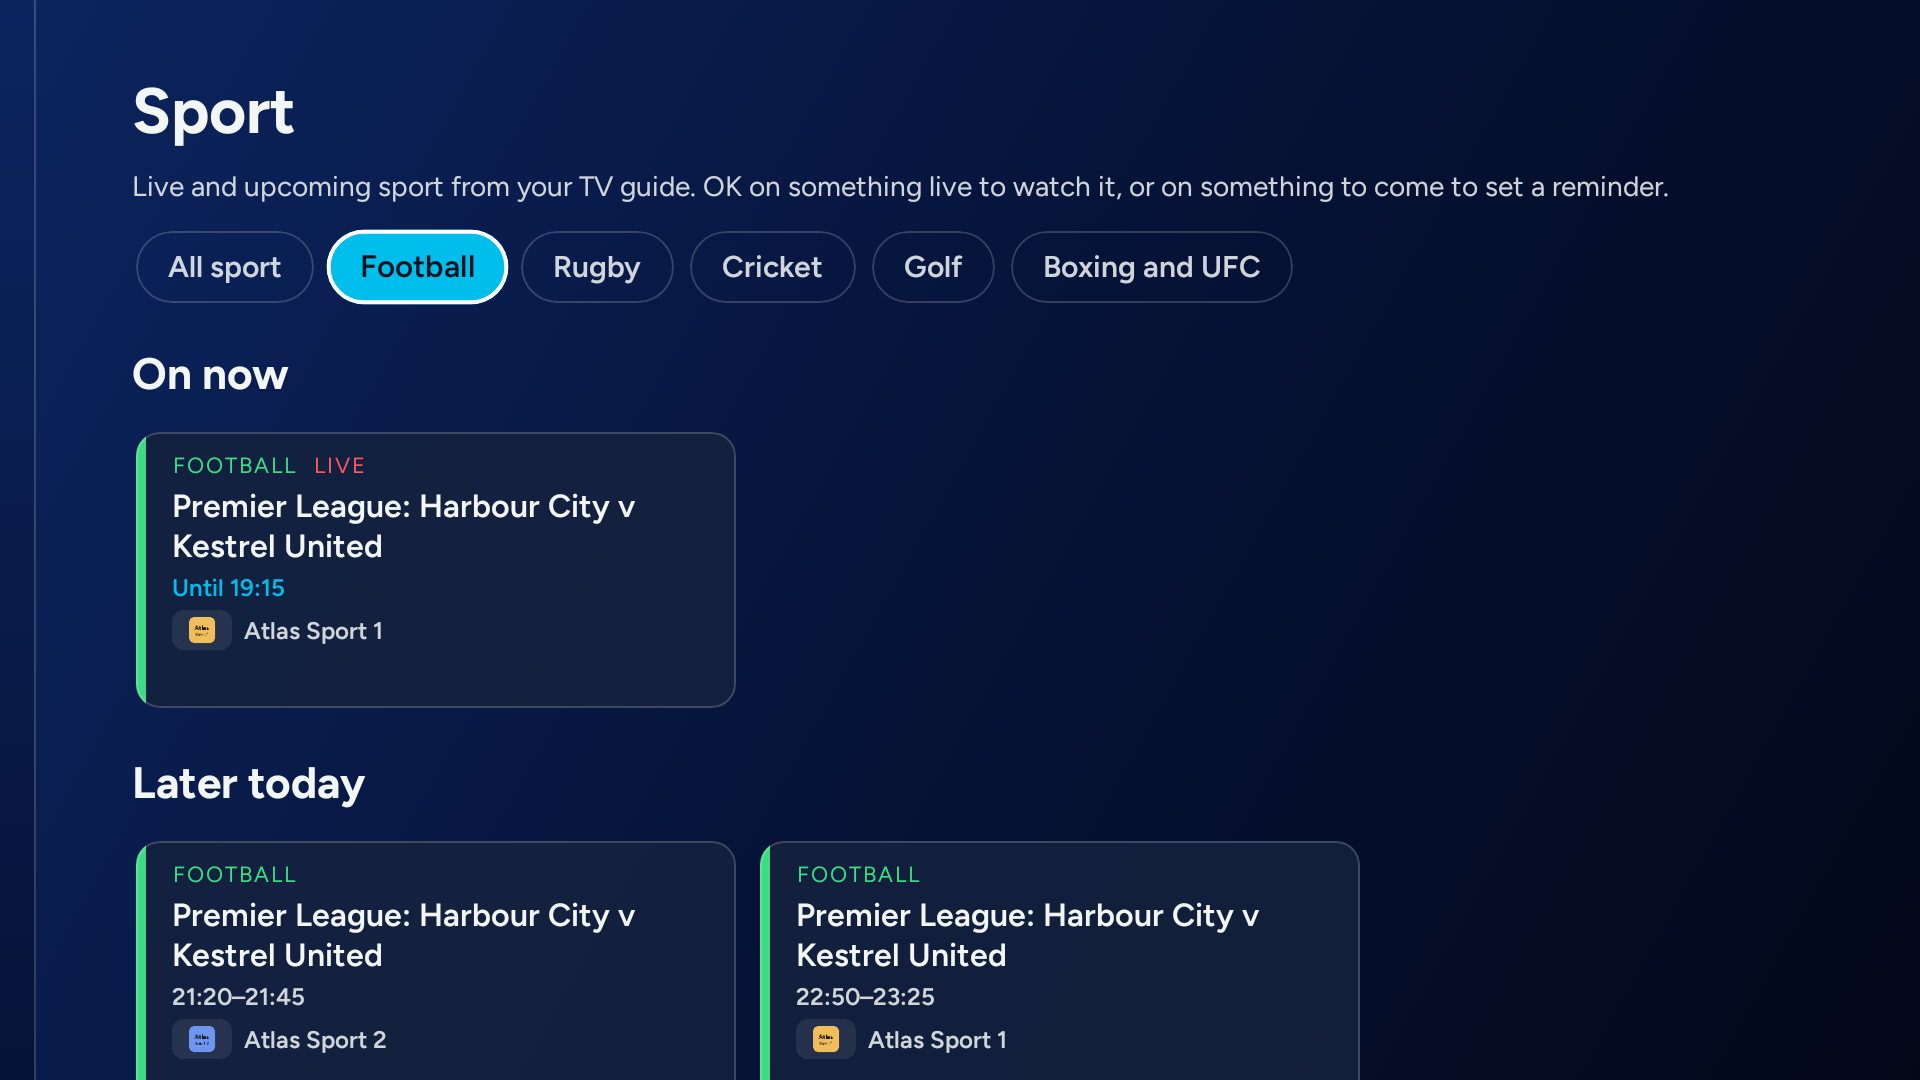 Sport
Live and upcoming sport from your TV guide. OK on something live to watch it, or on something to come to set a reminder.
All sport
Football
Rugby
Cricket
Golf
Boxing and UFC
On now
FOOTBALL LIVE
Premier League: Harbour City v
Kestrel United
Until 19:15
Atlas Sport 1
Later today
FOOTBALL
Premier League: Harbour City v
Kestrel United
21:20–21:45
Atlas Sport 2
FOOTBALL
Premier League: Harbour City v
Kestrel United
22:50–23:25
Atlas Sport 1